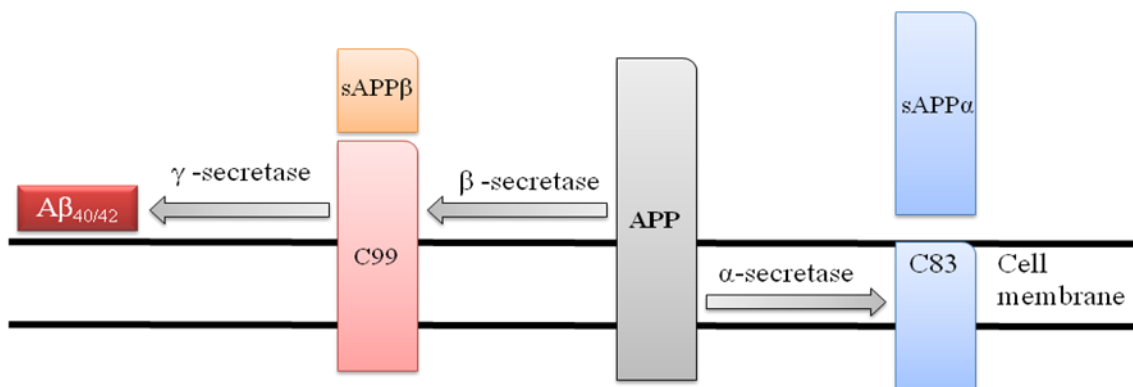 sAPPβ
sAPPα
γ -secretase
β -secretase
Aβ40/42
APP
C99
C83
Cell
membrane
α-secretase